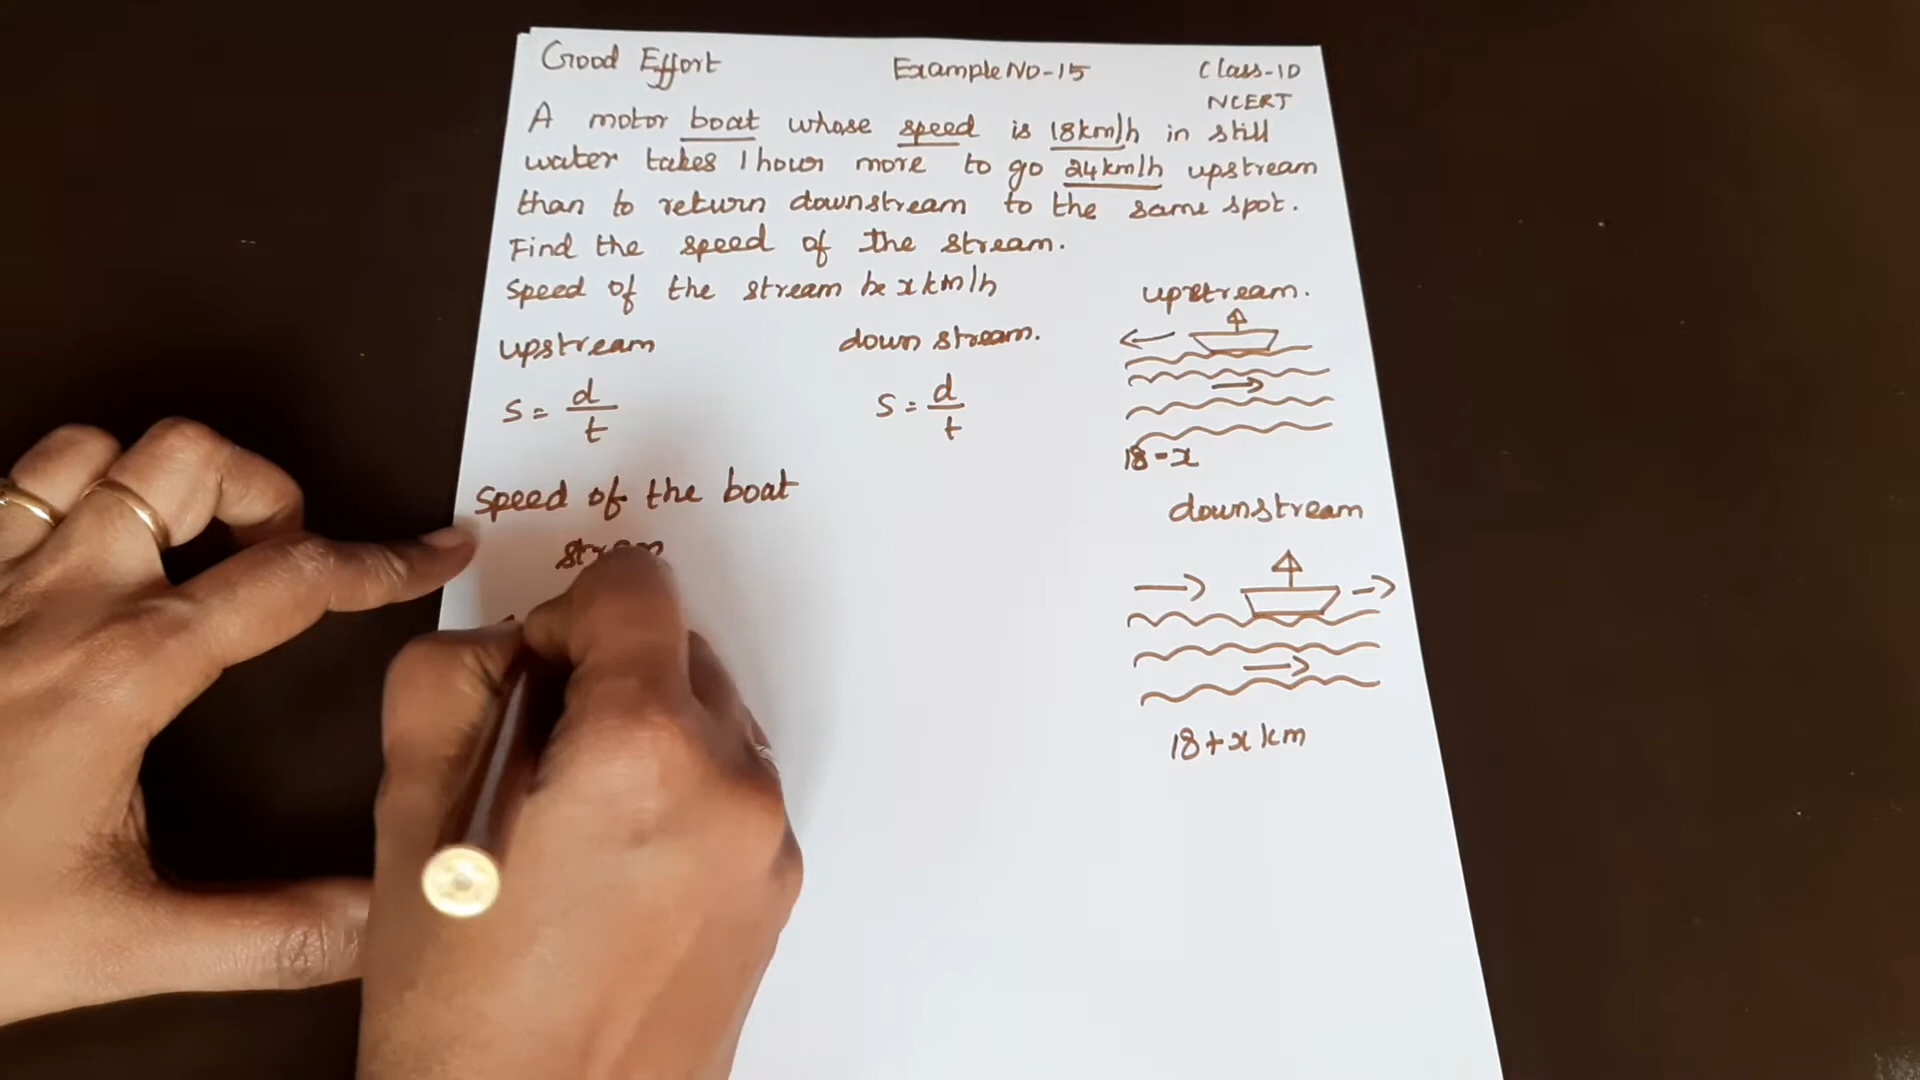 Good Effort Example No-15 Class-10
NCERT
A motor boat whose speed is 18km/h in still
water takes 1 hour more to go 24km/h upstream
than to return downstream to the same spot.
Find the speed of the stream.
Speed of the stream be x km/h
upstream.
upstream
down stream.
S = d/t
S = d/t
18-x
Speed of the boat
downstream
stream
18+x km